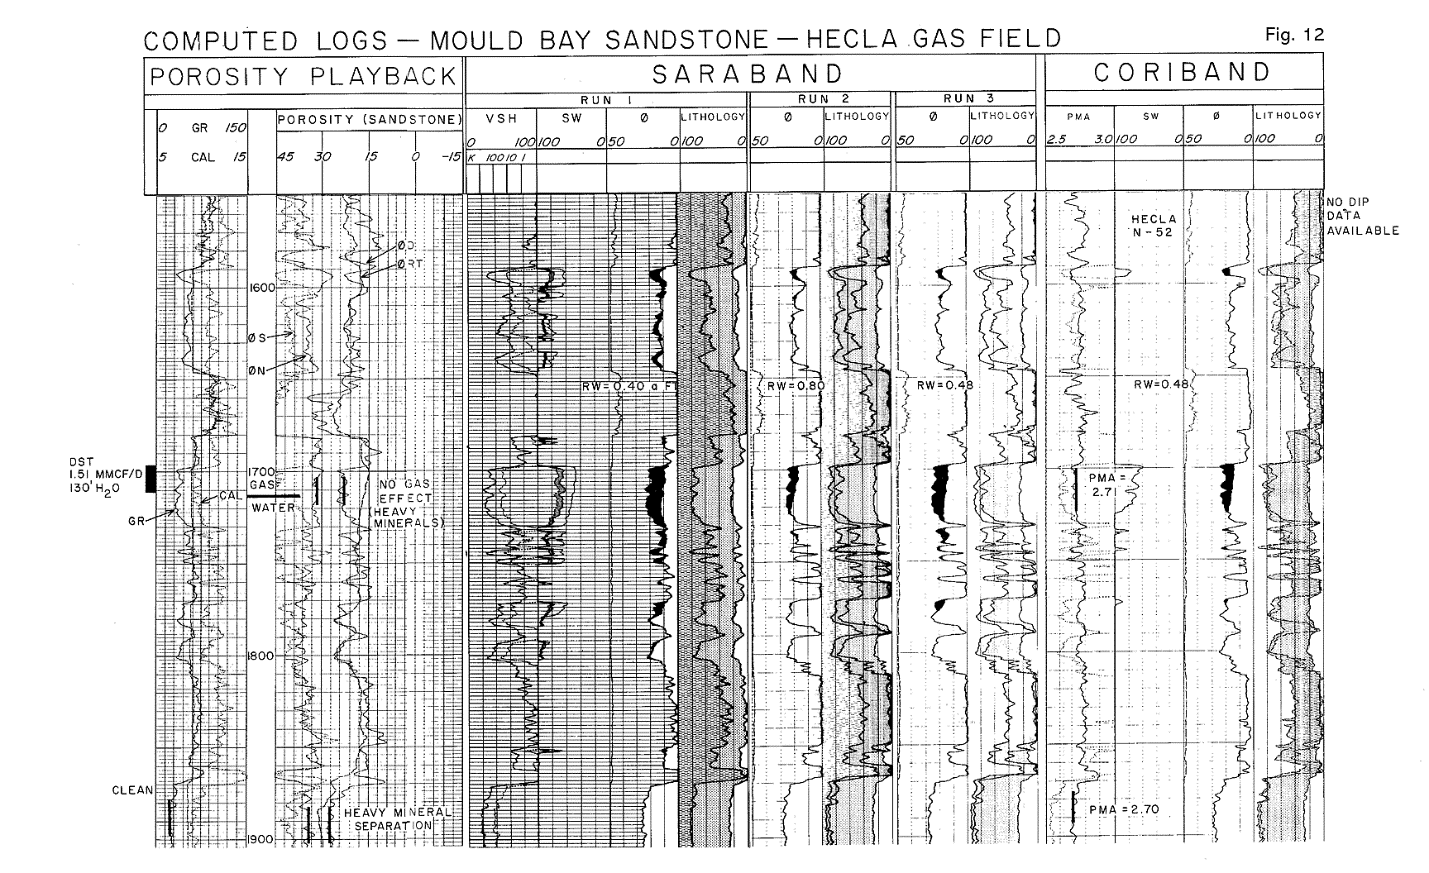 COMPUTED LOGS — MOULD BAY SANDSTONE — HECLA GAS FIELD
Fig. 12
POROSITY PLAYBACK
SARABAND
CORIBAND
RUN 1
RUN 2
RUN 3
0 GR 150
5 CAL 15
POROSITY (SANDSTONE)
45 30 15 0 -15
VSH SW Ø LITHOLOGY
0 100 100 0 50 0 100 0
K 100 10 1
Ø LITHOLOGY
50 0 100 0
Ø LITHOLOGY
50 0 100 0
PMA SW Ø LITHOLOGY
2.5 3.0 100 0 50 0 100 0
NO DIP
DATA
AVAILABLE
HECLA
N-52
ØD
ØRT
1600
ØS
ØN
RW=0.40 a F
RW=0.80
RW=0.48
RW=0.48
DST
1.51 MMCF/D
130' H2O
1700
GAS
WATER
CAL
GR
NO GAS
EFFECT
(HEAVY
MINERALS)
PMA =
2.71
1800
CLEAN
HEAVY MINERAL
SEPARATION
PMA = 2.70
1900